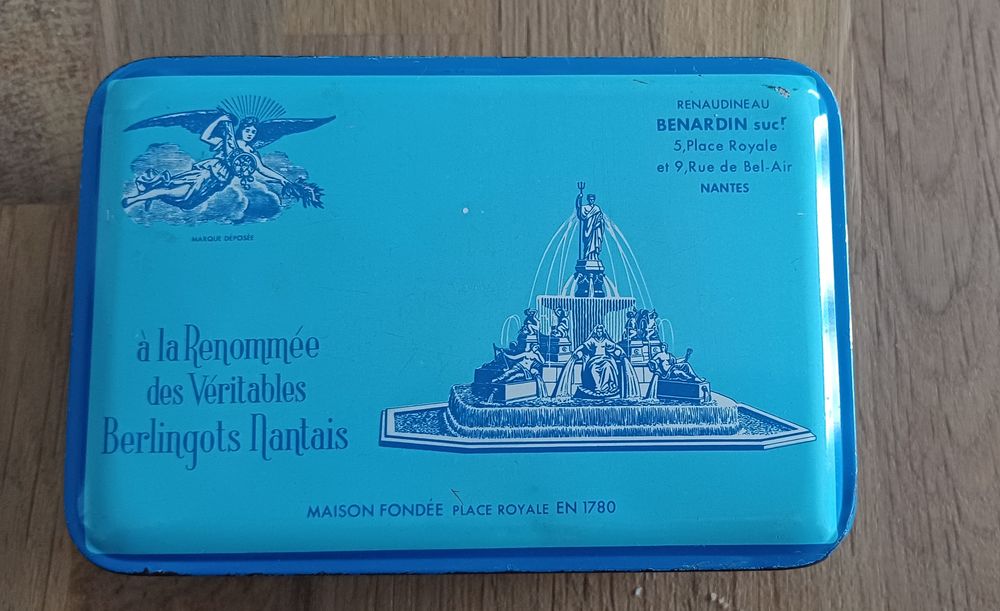 RENAUDINEAU
BENARDIN sucr
5, Place Royale
et 9, Rue de Bel-Air
NANTES
MARQUE DÉPOSÉE
à la Renommée
des Véritables
Berlingots Nantais
MAISON FONDÉE PLACE ROYALE EN 1780